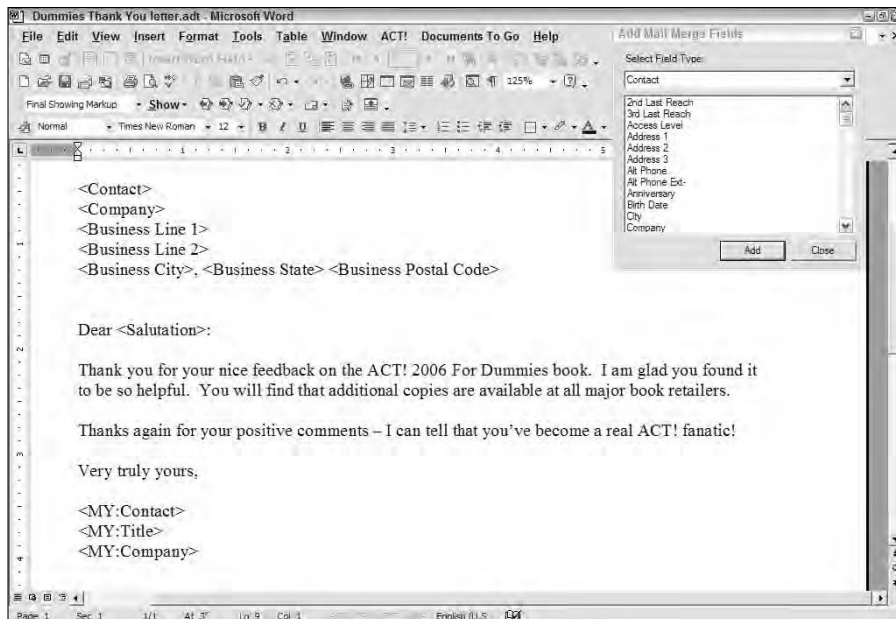 Dummies Thank You letter.adt - Microsoft Word
File Edit View Insert Format Tools Table Window ACT! Documents To Go Help
Add Mail Merge Fields
Select Field Type:
Contact
2nd Last Reach
3rd Last Reach
Access Level
Address 1
Address 2
Address 3
Alt Phone
Alt Phone Ext-
Anniversary
Birth Date
City
Company
Add Close
125%
Final Showing Markup Show
Normal Times New Roman 12 B I U
1 2 3 4 5
<Contact>
<Company>
<Business Line 1>
<Business Line 2>
<Business City>, <Business State> <Business Postal Code>
Dear <Salutation>:
Thank you for your nice feedback on the ACT! 2006 For Dummies book. I am glad you found it
to be so helpful. You will find that additional copies are available at all major book retailers.
Thanks again for your positive comments – I can tell that you've become a real ACT! fanatic!
Very truly yours,
<MY:Contact>
<MY:Title>
<MY:Company>
Page 1 Sec 1 1/1 At 3" Ln 9 Col 1 English (U.S